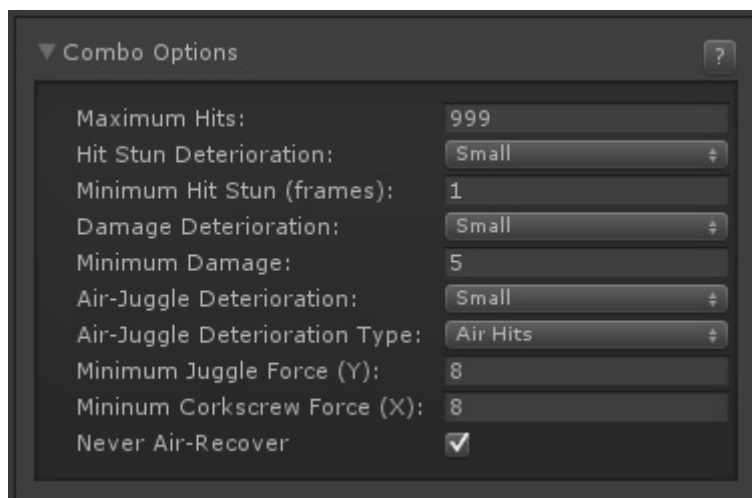 Combo Options
?
Maximum Hits: 999
Hit Stun Deterioration: Small
Minimum Hit Stun (frames): 1
Damage Deterioration: Small
Minimum Damage: 5
Air-Juggle Deterioration: Small
Air-Juggle Deterioration Type: Air Hits
Minimum Juggle Force (Y): 8
Mininum Corkscrew Force (X): 8
Never Air-Recover